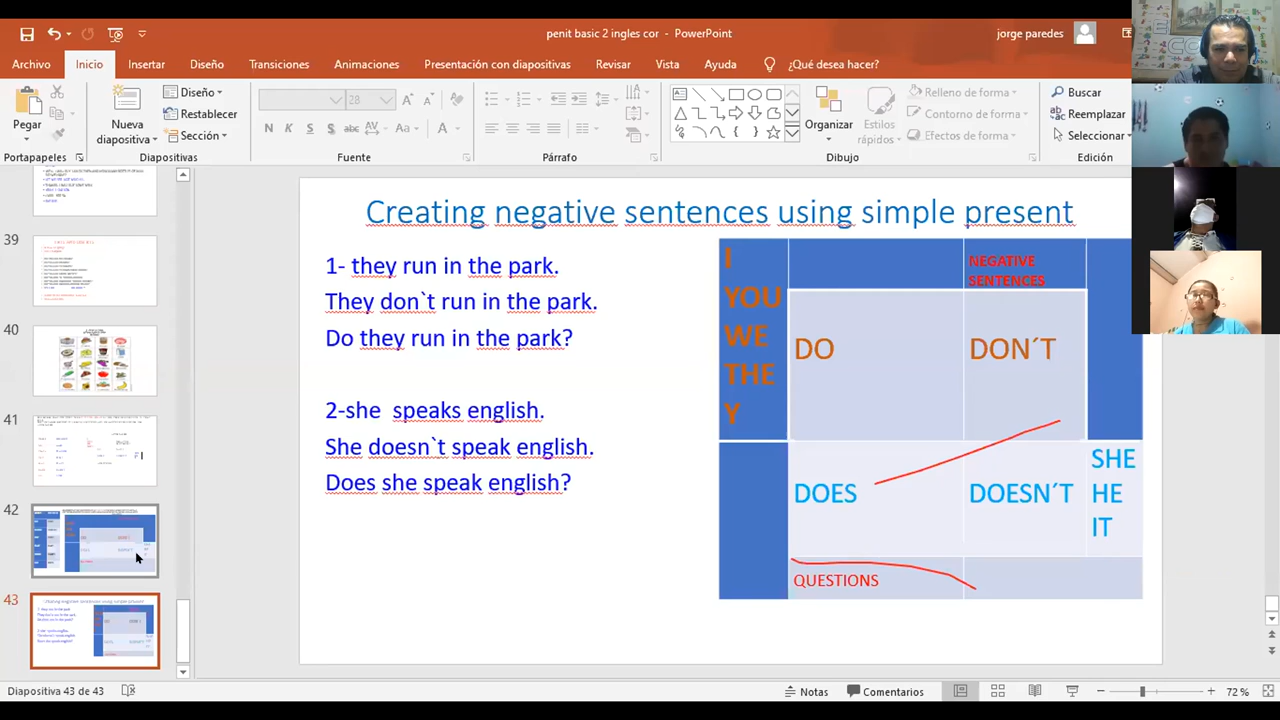 penit basic 2 ingles cor - PowerPoint
jorge paredes
Archivo Inicio Insertar Diseño Transiciones Animaciones Presentación con diapositivas Revisar Vista Ayuda ¿Qué desea hacer?
Pegar
Nueva diapositiva
Diseño
Restablecer
Sección
28
N K S abc AV Aa A
Organizar
Estilos rápidos
Relleno de forma
Contorno de forma
Efectos de forma
Buscar
Reemplazar
Seleccionar
Portapapeles Diapositivas Fuente Párrafo Dibujo Edición
39
40
41
42
43
Creating negative sentences using simple present
1- they run in the park.
They don`t run in the park.
Do they run in the park?
2-she speaks english.
She doesn`t speak english.
Does she speak english?
I
YOU
WE
THE
Y
NEGATIVE
SENTENCES
DO
DON´T
DOES
DOESN´T
SHE
HE
IT
QUESTIONS
Diapositiva 43 de 43
Notas
Comentarios
72 %